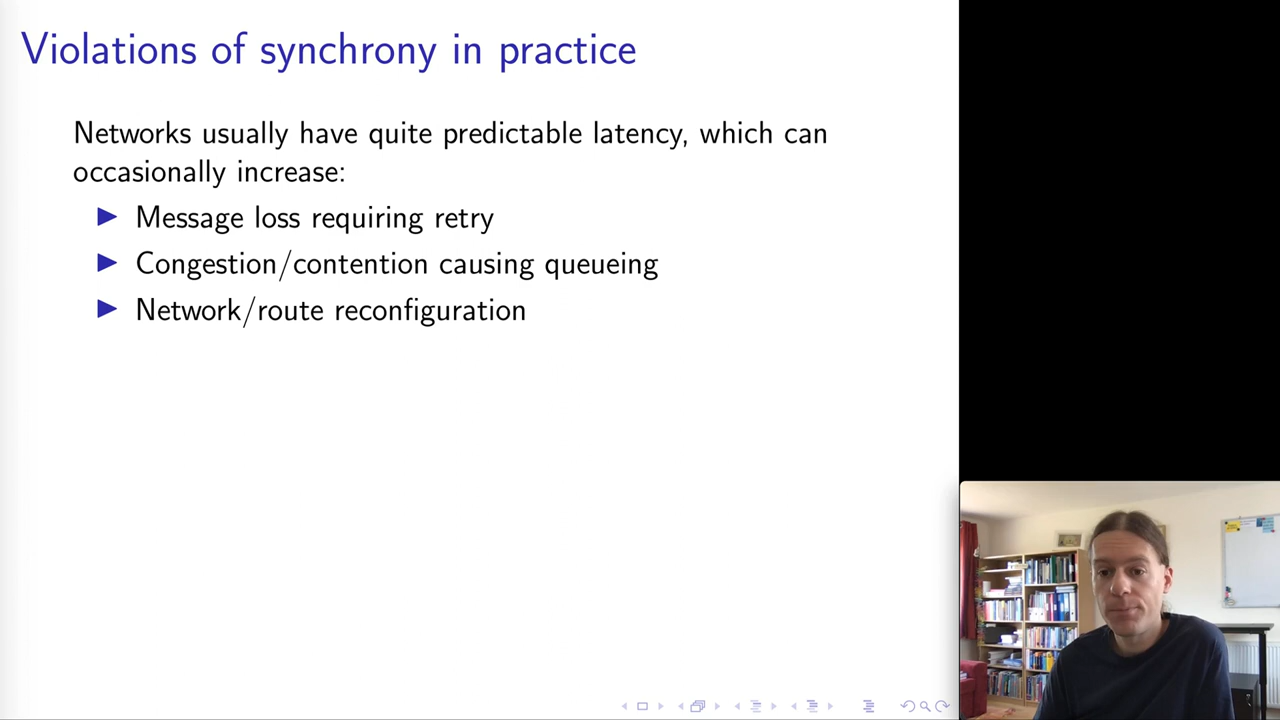 Violations of synchrony in practice
Networks usually have quite predictable latency, which can
occasionally increase:
Message loss requiring retry
Congestion/contention causing queueing
Network/route reconfiguration